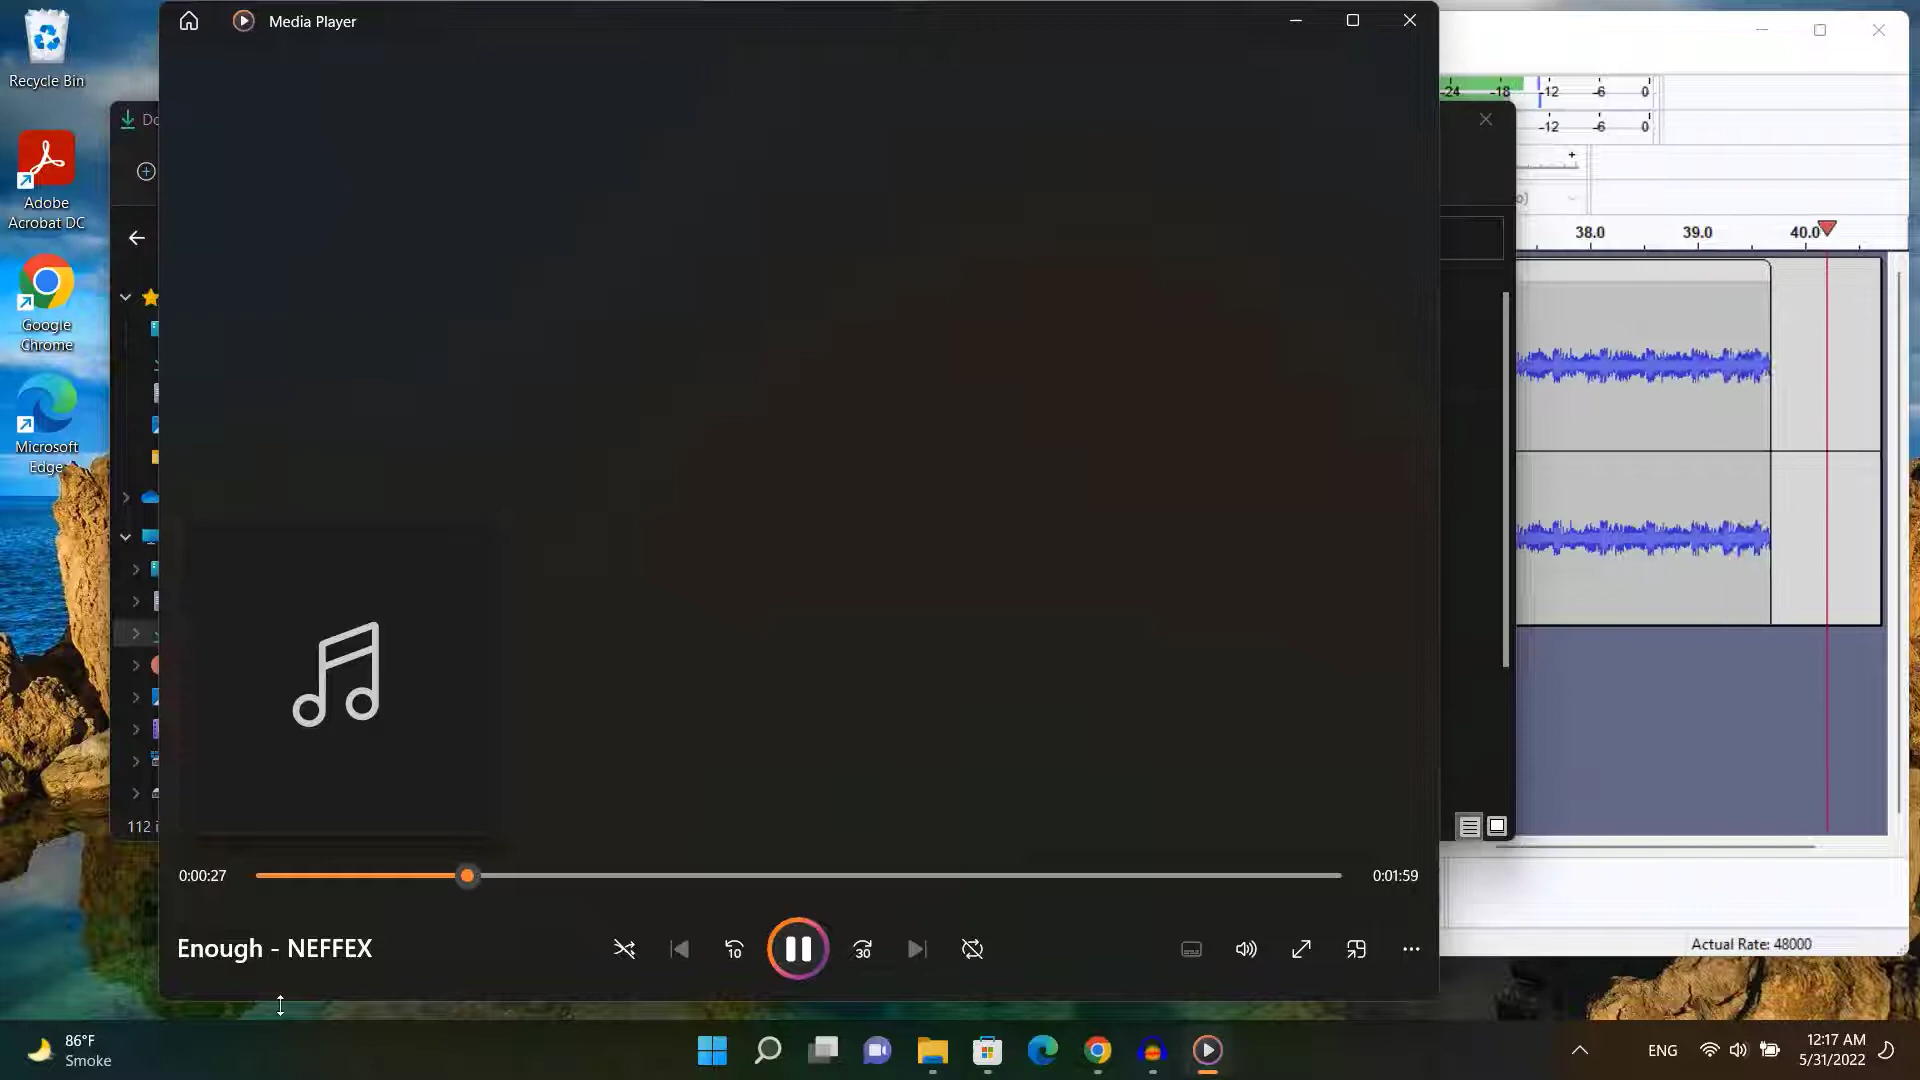 Recycle Bin
Adobe
Acrobat DC
Google
Chrome
Microsoft
Edge
Media Player
Do
112 i
0:00:27
0:01:59
Enough - NEFFEX
10
30
-24 -18 -12 -6 0
-12 -6 0
38.0 39.0 40.0
Actual Rate: 48000
86°F
Smoke
ENG
12:17 AM
5/31/2022